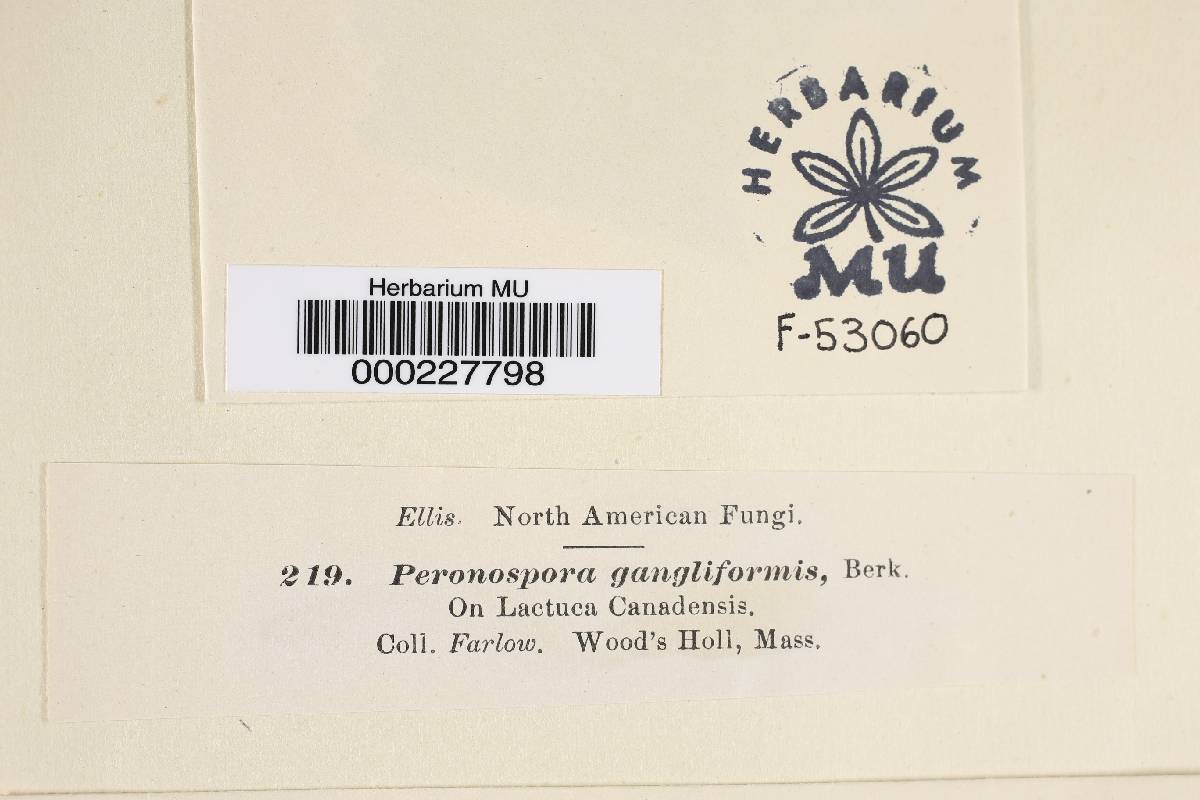 HERBARIUM
MU
F-53060
Herbarium MU
000227798
Ellis. North American Fungi.
219. Peronospora gangliformis, Berk.
On Lactuca Canadensis.
Coll. Farlow. Wood's Holl, Mass.